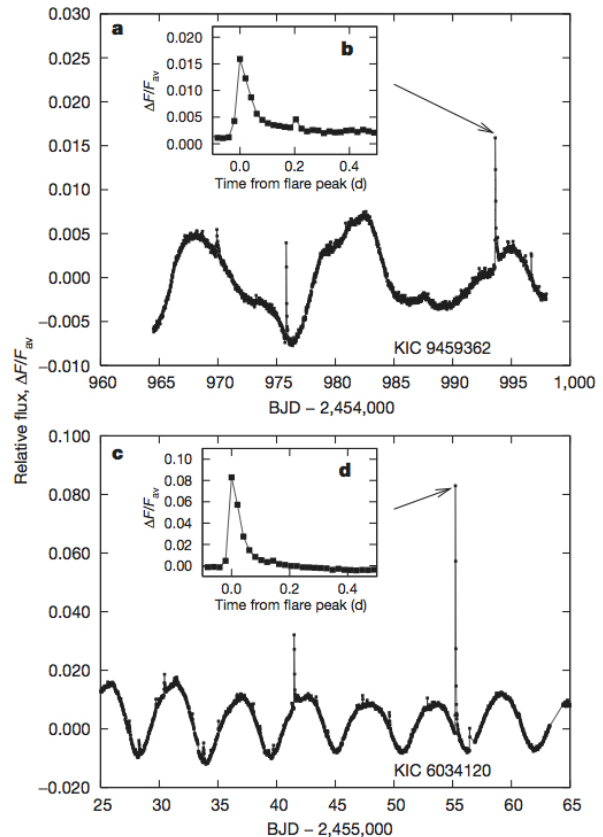 a
b
0.030
0.025
0.020
0.015
0.010
0.005
0.000
−0.005
−0.010
ΔF/Fav
0.020
0.015
0.010
0.005
0.000
0.0 0.2 0.4
Time from flare peak (d)
KIC 9459362
960 965 970 975 980 985 990 995 1,000
BJD − 2,454,000
Relative flux, ΔF/Fav
c
d
0.100
0.080
0.060
0.040
0.020
0.000
−0.020
ΔF/Fav
0.10
0.08
0.06
0.04
0.02
0.00
0.0 0.2 0.4
Time from flare peak (d)
KIC 6034120
25 30 35 40 45 50 55 60 65
BJD − 2,455,000